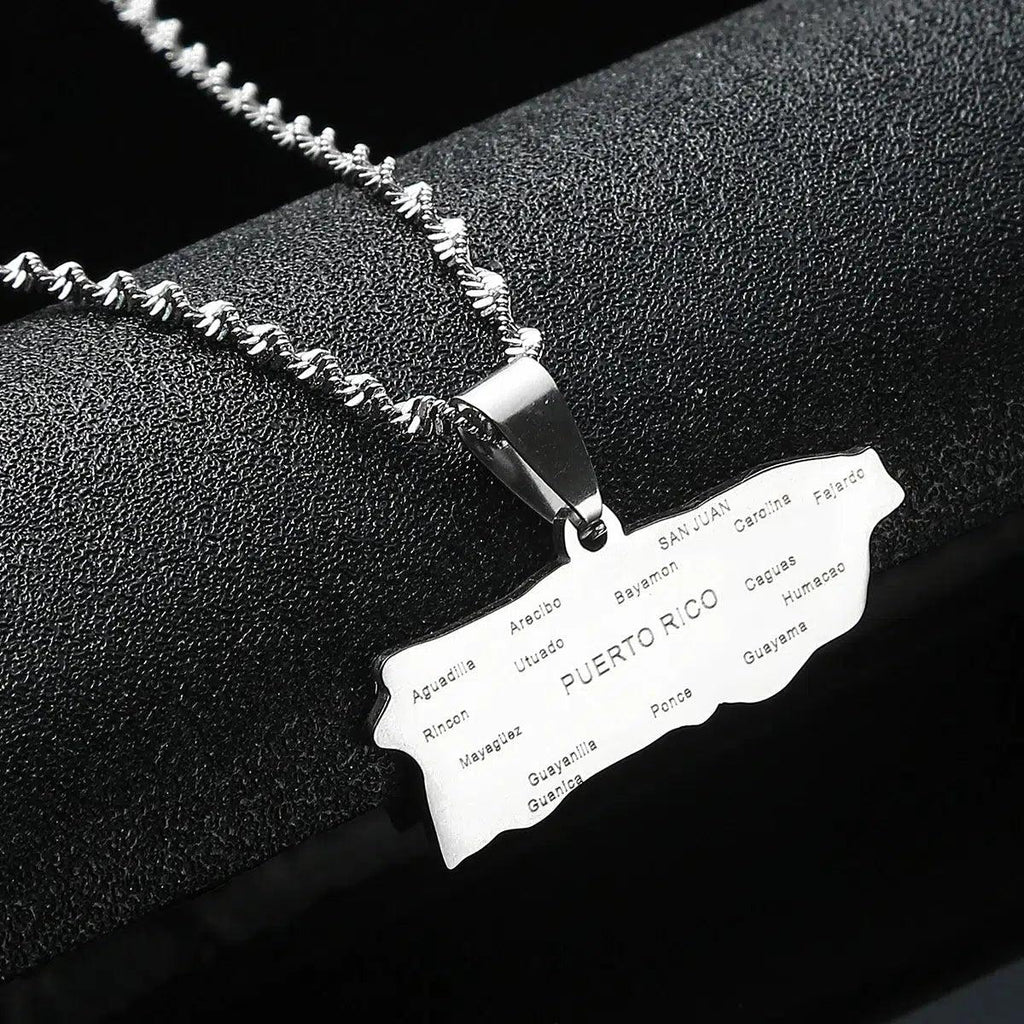 SAN JUAN
Carolina
Fajardo
Arecibo
Bayamon
Caguas
Humacao
Aguadilla
Utuado
PUERTO RICO
Guayama
Rincon
Mayagüez
Ponce
Guayanilla
Guanica